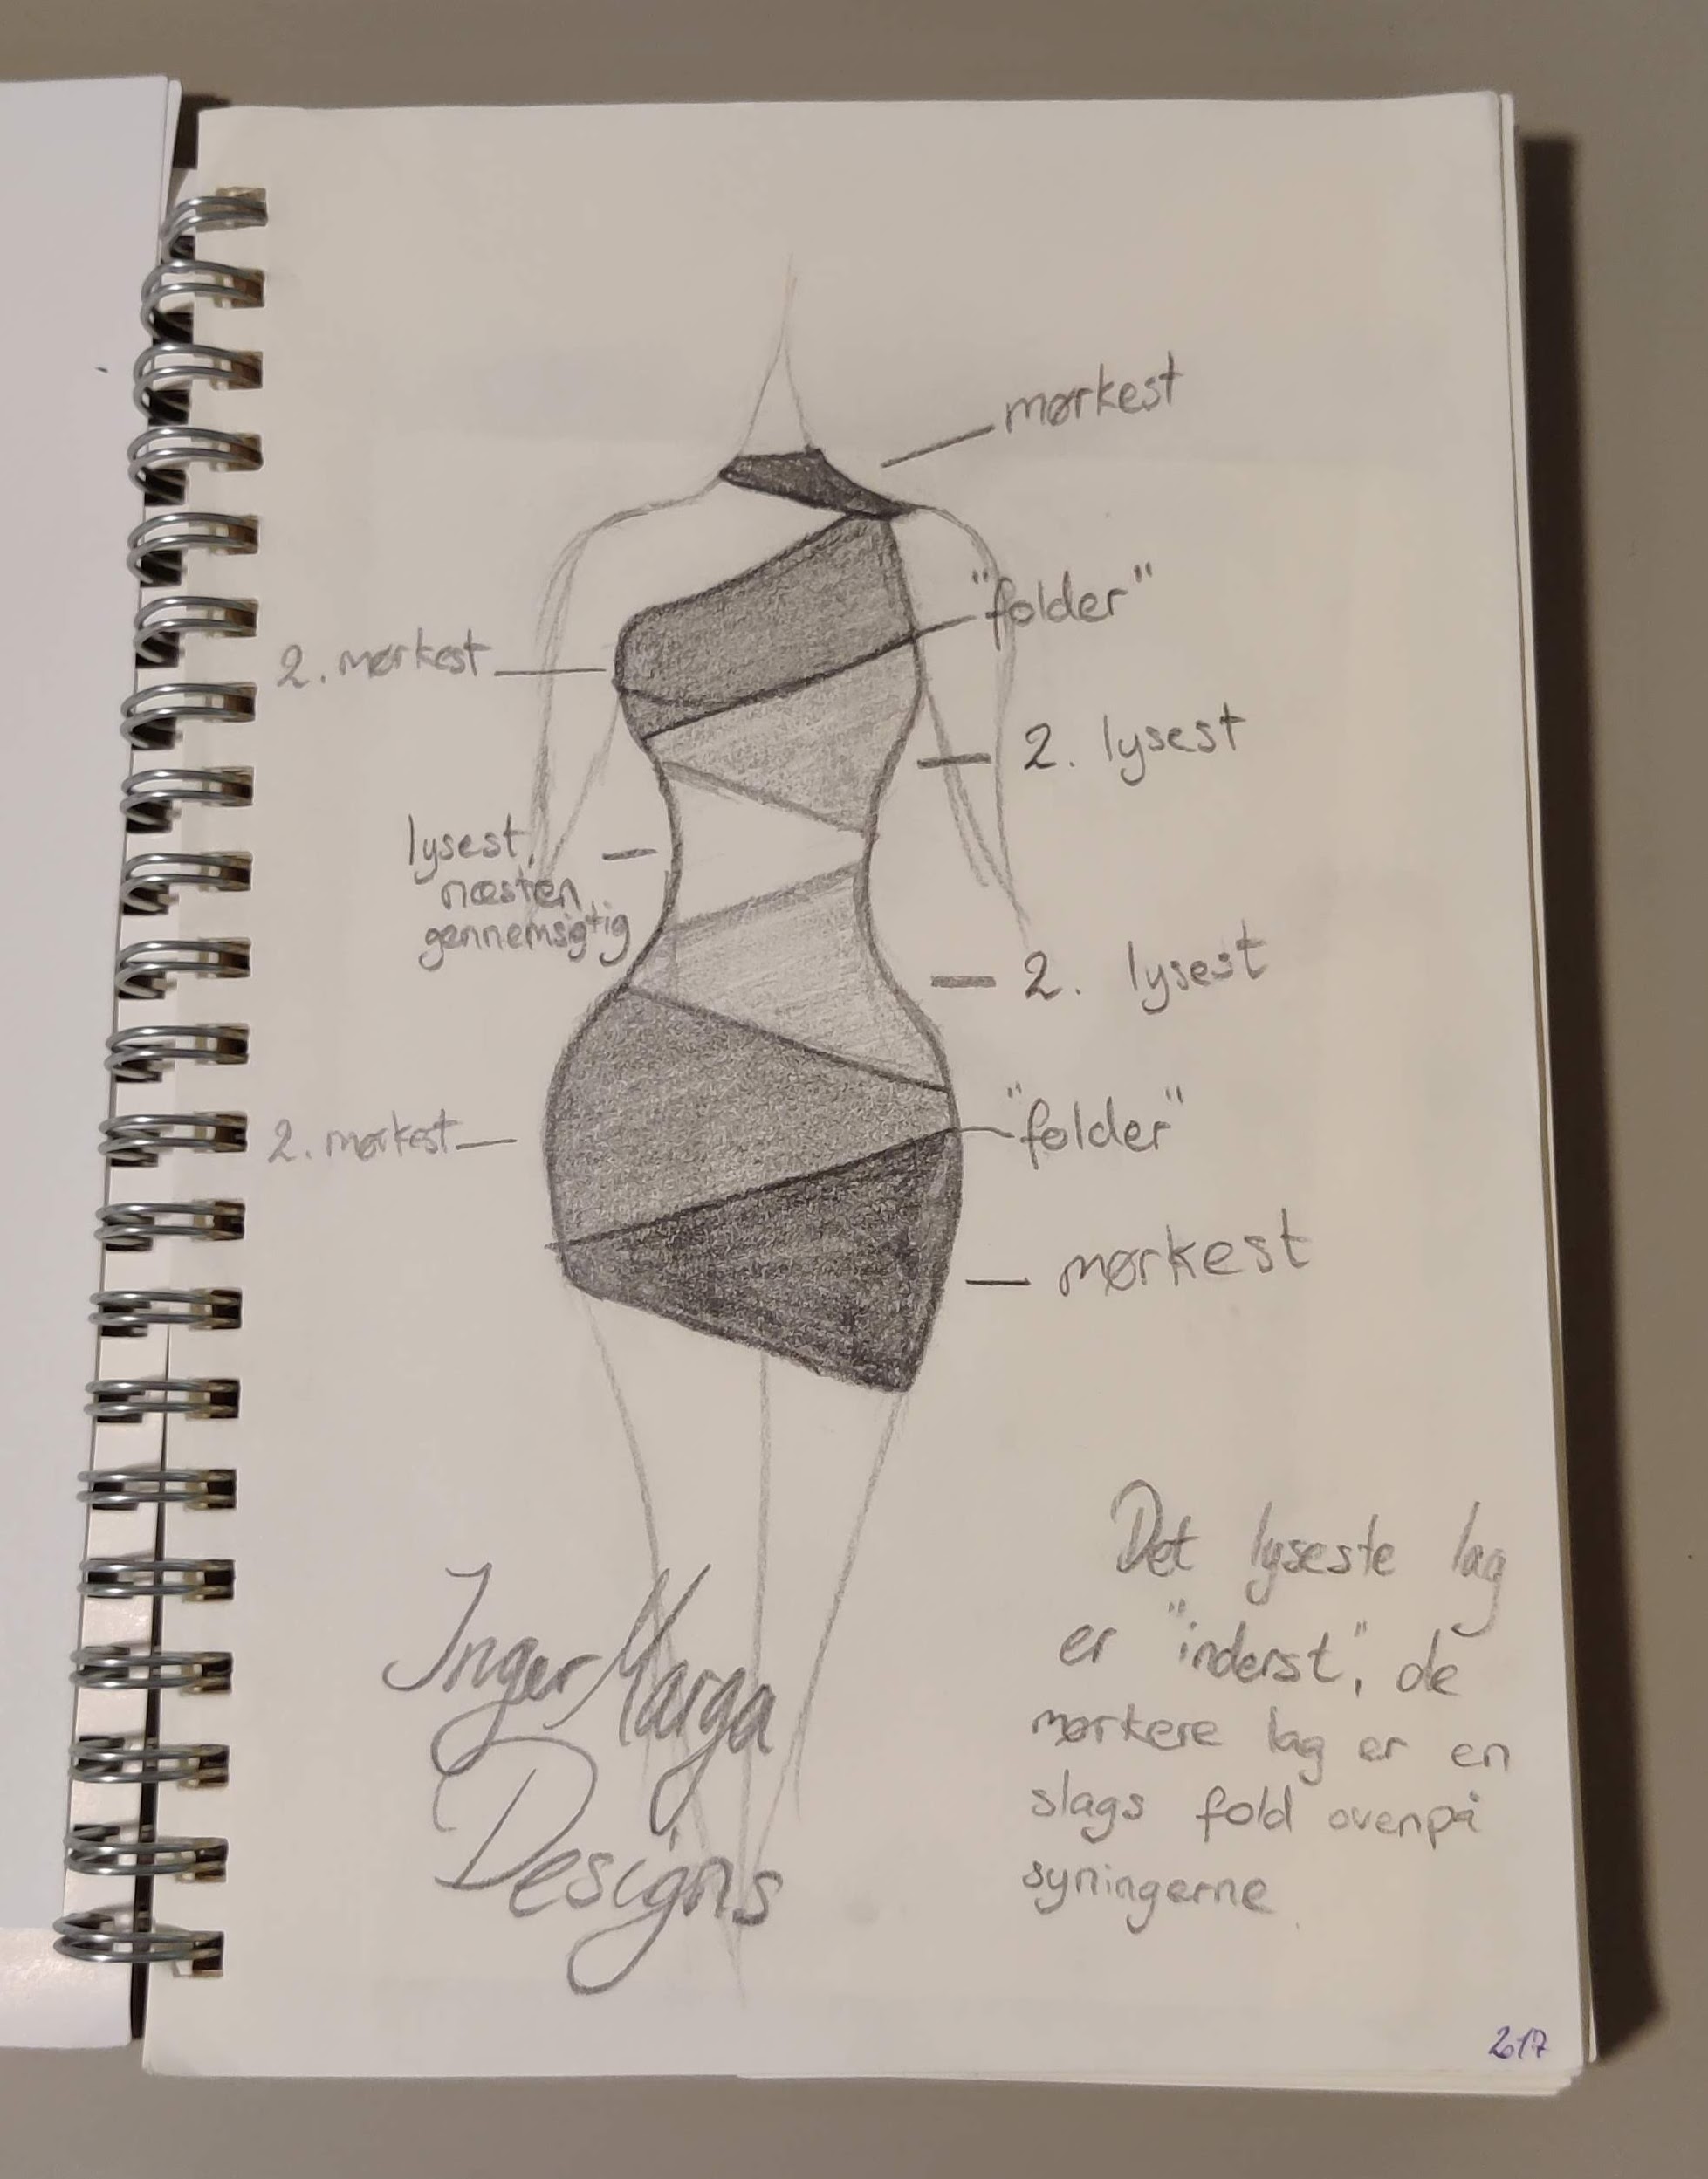 mørkest
"folder"
2. mørkest
2. lysest
lysest,
næsten
gennemsigtig
2. lysest
"folder"
2. mørkest
mørkest
Det lyseste lag
er "inderst", de
mørkere lag er en
slags fold ovenpå
syningerne
Inger Marga
Designs
217